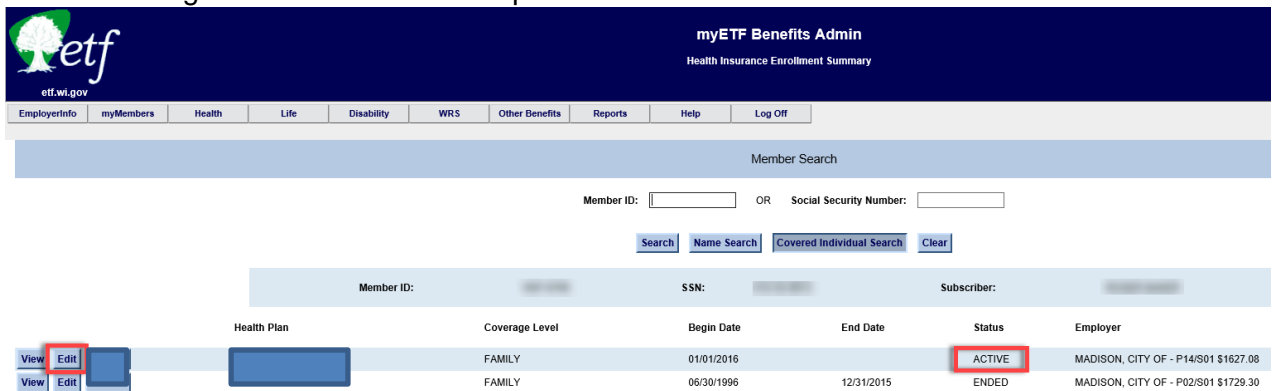 etf
etf.wi.gov
myETF Benefits Admin
Health Insurance Enrollment Summary
EmployerInfo myMembers Health Life Disability WRS Other Benefits Reports Help Log Off
Member Search
Member ID: OR Social Security Number:
Search Name Search Covered Individual Search Clear
Member ID: SSN: Subscriber:
Health Plan Coverage Level Begin Date End Date Status Employer
View Edit FAMILY 01/01/2016 ACTIVE MADISON, CITY OF - P14/S01 $1627.08
View Edit FAMILY 06/30/1996 12/31/2015 ENDED MADISON, CITY OF - P02/S01 $1729.30